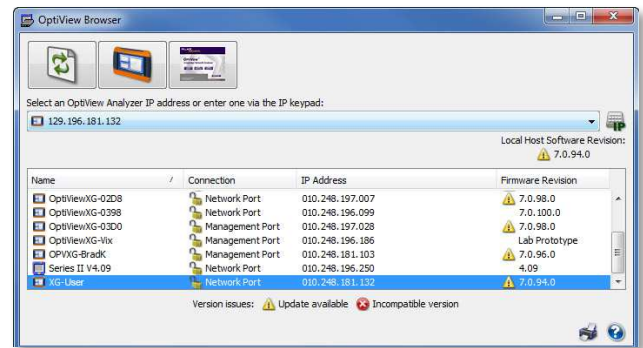 OptiView Browser
Select an OptiView Analyzer IP address or enter one via the IP keypad:
129.196.181.132
IP
Local Host Software Revision:
7.0.94.0
Name / Connection IP Address Firmware Revision
OptiViewXG-02D8 Network Port 010.248.197.007 7.0.98.0
OptiViewXG-0398 Network Port 010.248.196.099 7.0.100.0
OptiViewXG-03D0 Management Port 010.248.197.028 7.0.98.0
OptiViewXG-Vix Network Port 010.248.196.186 Lab Prototype
OPVXG-BradK Management Port 010.248.181.103 7.0.96.0
Series II V4.09 Network Port 010.248.196.250 4.09
XG-User Network Port 010.248.181.132 7.0.94.0
Version issues: Update available Incompatible version